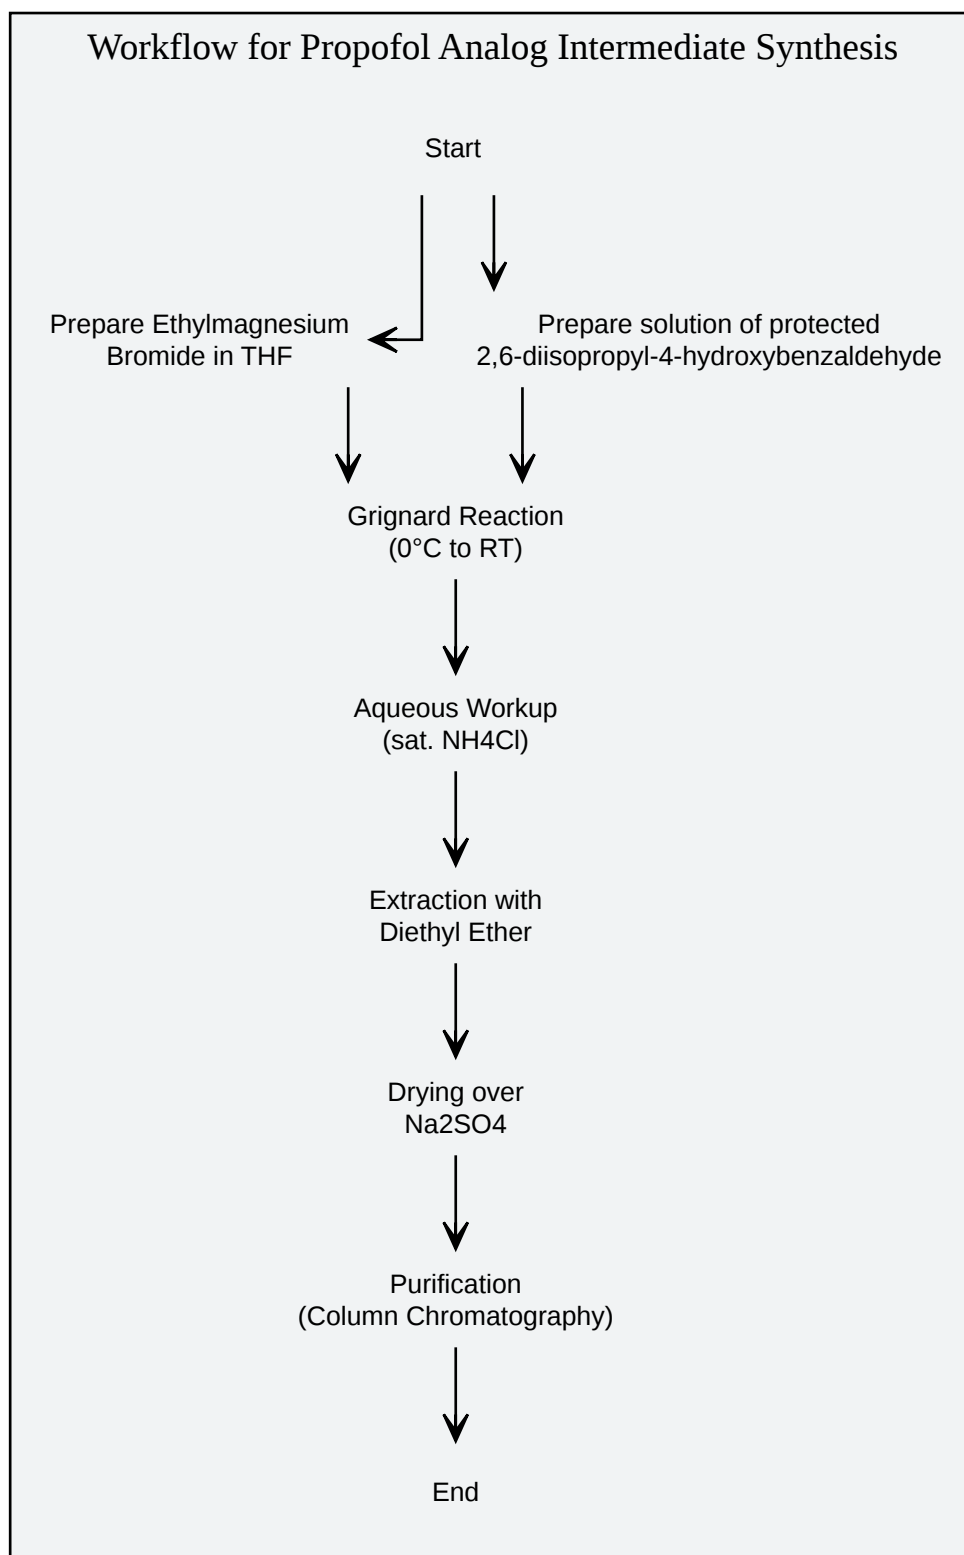 Workflow for Propofol Analog Intermediate Synthesis
Start
Prepare Ethylmagnesium
Bromide in THF
Prepare solution of protected
2,6-diisopropyl-4-hydroxybenzaldehyde
Grignard Reaction
(0°C to RT)
Aqueous Workup
(sat. NH4Cl)
Extraction with
Diethyl Ether
Drying over
Na2SO4
Purification
(Column Chromatography)
End